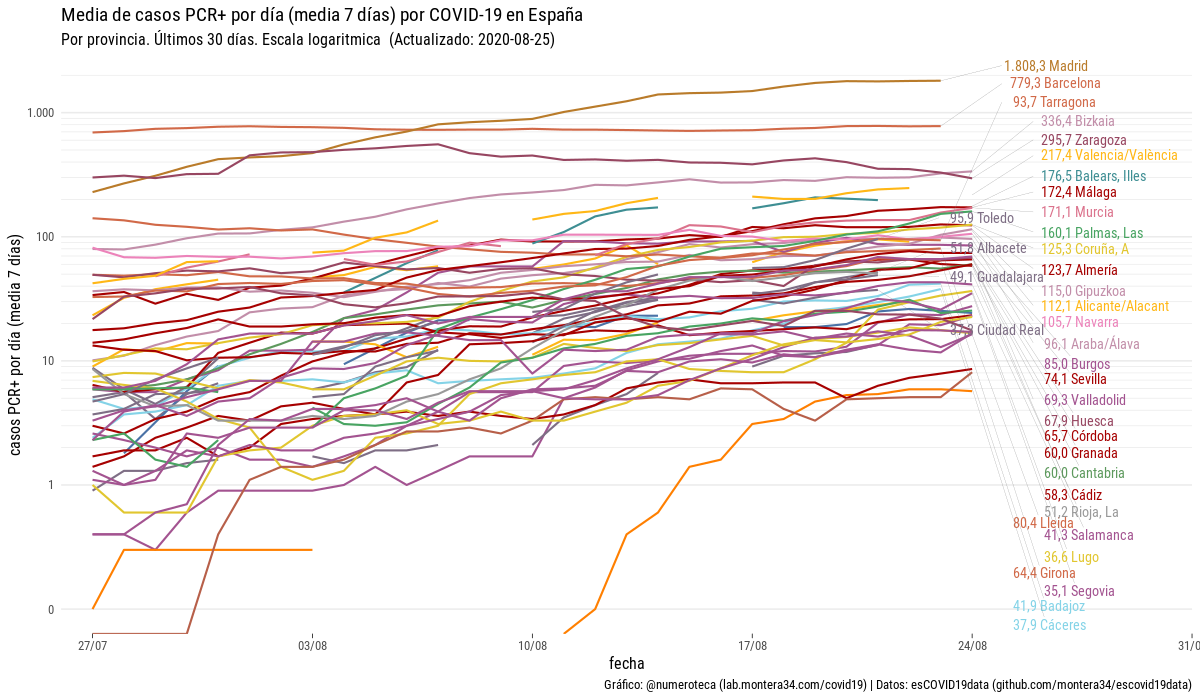 Media de casos PCR+ por día (media 7 días) por COVID-19 en España
Por provincia. Últimos 30 días. Escala logaritmica (Actualizado: 2020-08-25)
casos PCR+ por día (media 7 días)
1.000
100
10
1
0
1.808,3 Madrid
779,3 Barcelona
93,7 Tarragona
336,4 Bizkaia
295,7 Zaragoza
217,4 Valencia/València
176,5 Balears, Illes
172,4 Málaga
171,1 Murcia
95,9 Toledo
160,1 Palmas, Las
125,3 Coruña, A
51,8 Albacete
123,7 Almería
49,1 Guadalajara
115,0 Gipuzkoa
112,1 Alicante/Alacant
105,7 Navarra
Ciudad Real
96,1 Araba/Álava
85,0 Burgos
74,1 Sevilla
69,3 Valladolid
67,9 Huesca
65,7 Córdoba
60,0 Granada
60,0 Cantabria
58,3 Cádiz
51,2 Rioja, La
80,4 Lleida
41,3 Salamanca
36,6 Lugo
64,4 Girona
35,1 Segovia
41,9 Badajoz
37,9 Cáceres
27/07
03/08
10/08
17/08
24/08
31/0
fecha
Gráfico: @numeroteca (lab.montera34.com/covid19) | Datos: esCOVID19data (github.com/montera34/escovid19data)